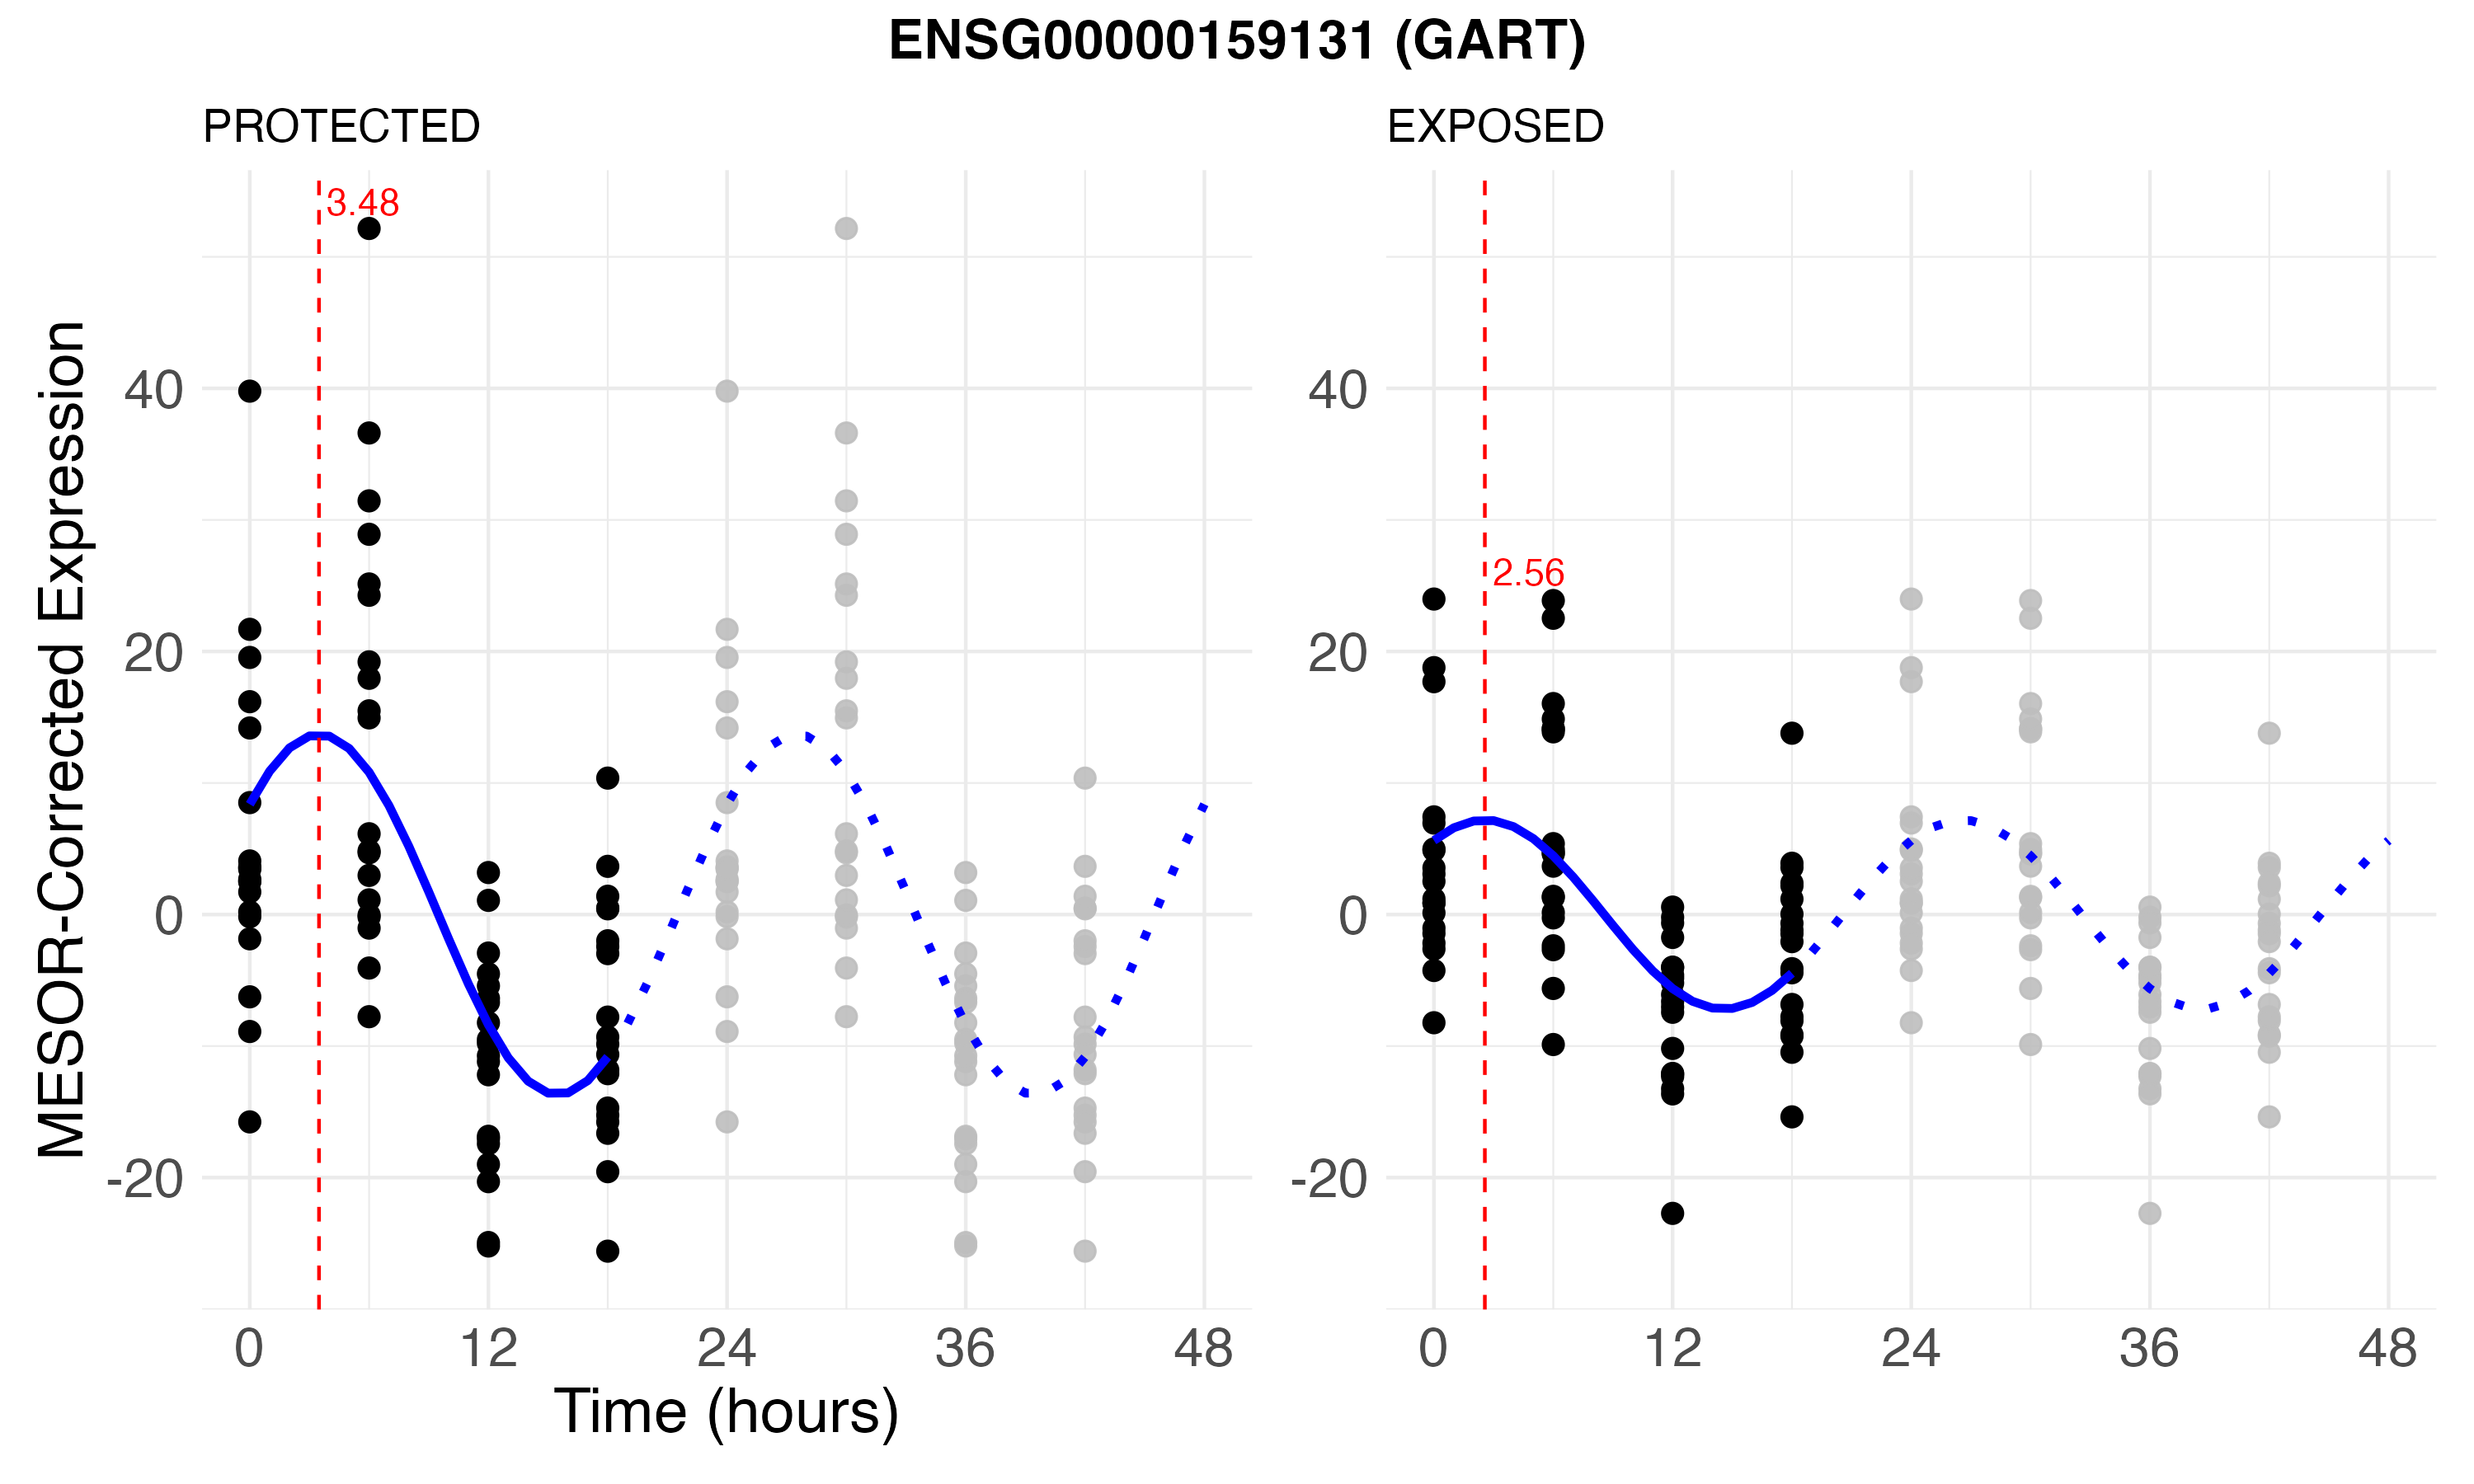 ENSG00000159131 (GART)
PROTECTED
EXPOSED
MESOR-Corrected Expression
3.48
2.56
40
20
0
-20
40
20
0
-20
0 12 24 36 48
0 12 24 36 48
Time (hours)